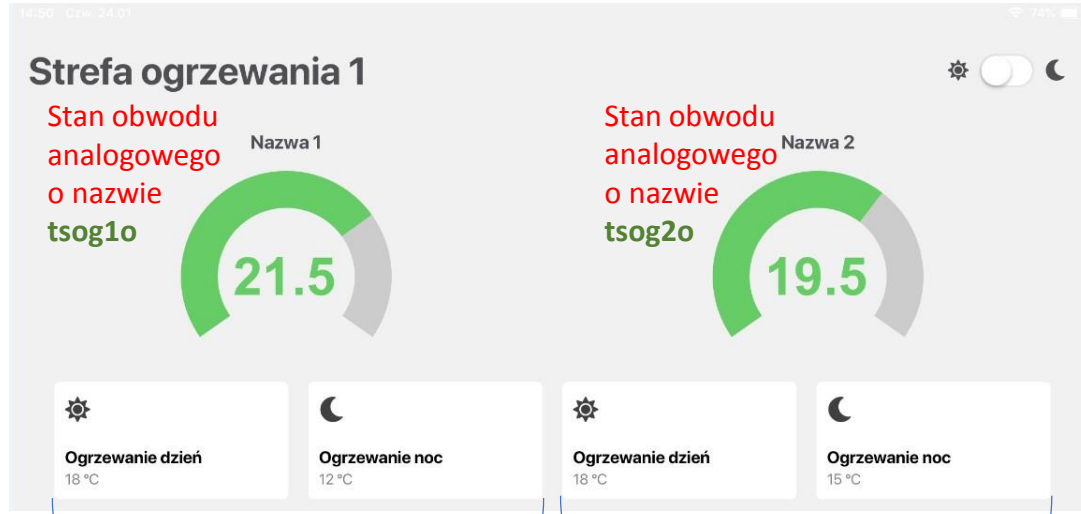 14:50 Czw. 24.01
74%
Strefa ogrzewania 1
Stan obwodu
analogowego
o nazwie
tsog1o
Nazwa 1
21.5
Stan obwodu
analogowego
o nazwie
tsog2o
Nazwa 2
19.5
Ogrzewanie dzień
18 °C
Ogrzewanie noc
12 °C
Ogrzewanie dzień
18 °C
Ogrzewanie noc
15 °C